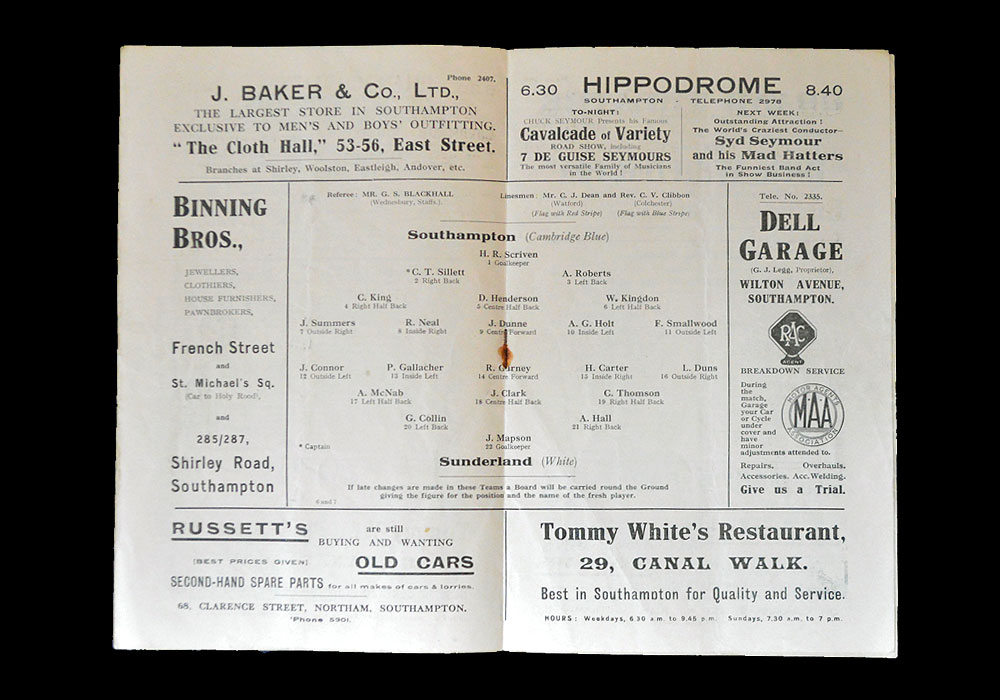 Phone 2407.
J. BAKER & Co., LTD.,
THE LARGEST STORE IN SOUTHAMPTON
EXCLUSIVE TO MEN'S AND BOYS' OUTFITTING.
"The Cloth Hall," 53-56, East Street.
Branches at Shirley, Woolston, Eastleigh, Andover, etc.
6.30 HIPPODROME 8.40
SOUTHAMPTON - TELEPHONE 2978
TO-NIGHT:
CHUCK SEYMOUR Presents his Famous
Cavalcade of Variety
ROAD SHOW, including
7 DE GUISE SEYMOURS
The most versatile Family of Musicians
in the World!
NEXT WEEK:
Outstanding Attraction!
The World's Craziest Conductor—
Syd Seymour
and his Mad Hatters
The Funniest Band Act
in Show Business!
BINNING
BROS.,
JEWELLERS,
CLOTHIERS,
HOUSE FURNISHERS,
PAWNBROKERS,
French Street
and
St. Michael's Sq.
(Car to Holy Rood),
and
285/287,
Shirley Road,
Southampton
Referee: MR. G. S. BLACKHALL
(Wednesbury, Staffs.).
Linesmen: Mr. C. J. Dean and Rev. C. V. Clibbon
(Watford) (Colchester)
(Flag with Red Stripe) (Flag with Blue Stripe)
Southampton (Cambridge Blue)
H. R. Scriven
1 Goalkeeper
*C. T. Sillett A. Roberts
2 Right Back 3 Left Back
C. King D. Henderson W. Kingdon
4 Right Half Back 5 Centre Half Back 6 Left Half Back
J. Summers R. Neal J. Dunne A. G. Holt F. Smallwood
7 Outside Right 8 Inside Right 9 Centre Forward 10 Inside Left 11 Outside Left
J. Connor P. Gallacher R. Gurney H. Carter L. Duns
12 Outside Left 13 Inside Left 14 Centre Forward 15 Inside Right 16 Outside Right
A. McNab J. Clark C. Thomson
17 Left Half Back 18 Centre Half Back 19 Right Half Back
G. Collin A. Hall
20 Left Back 21 Right Back
J. Mapson
22 Goalkeeper
* Captain
Sunderland (White)
If late changes are made in these Teams a Board will be carried round the Ground
giving the figure for the position and the name of the fresh player.
6 and 7
Tele. No. 2335.
DELL
GARAGE
(G. J. Legg, Proprietor),
WILTON AVENUE,
SOUTHAMPTON.
RAC
AGENT
BREAKDOWN SERVICE
During
the
match,
Garage
your Car
or Cycle
under
cover and
have
minor
adjustments attended to.
MOTOR AGENTS
MAA
ASSOCIATION
Repairs. Overhauls.
Accessories. Acc. Welding.
Give us a Trial.
RUSSETT'S are still
BUYING AND WANTING
(BEST PRICES GIVEN) OLD CARS
SECOND-HAND SPARE PARTS for all makes of cars & lorries.
68, CLARENCE STREET, NORTHAM, SOUTHAMPTON.
'Phone 5901.
Tommy White's Restaurant,
29, CANAL WALK.
Best in Southampton for Quality and Service.
HOURS: Weekdays, 6.30 a.m. to 9.45 p.m. Sundays, 7.30 a.m. to 7 p.m.